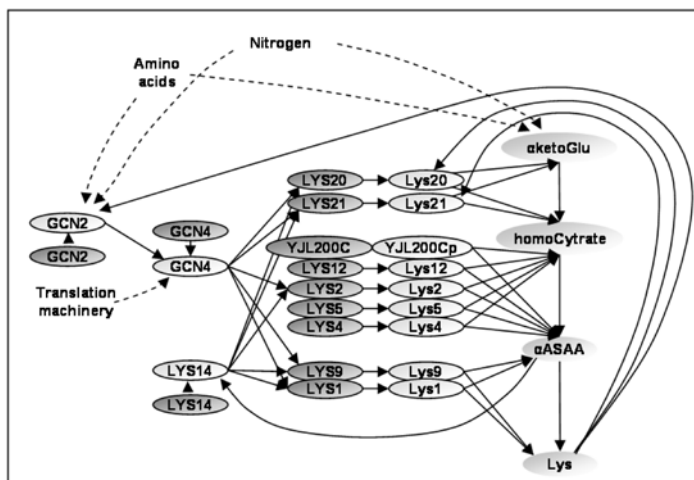 Nitrogen
Amino
acids
αketoGlu
LYS20 Lys20
LYS21 Lys21
GCN2
GCN4
homoCytrate
YJL200C YJL200Cp
GCN2
GCN4
LYS12 Lys12
Translation
machinery
LYS2 Lys2
LYS5 Lys5
LYS4 Lys4
αASAA
LYS14
LYS9 Lys9
LYS1 Lys1
LYS14
Lys